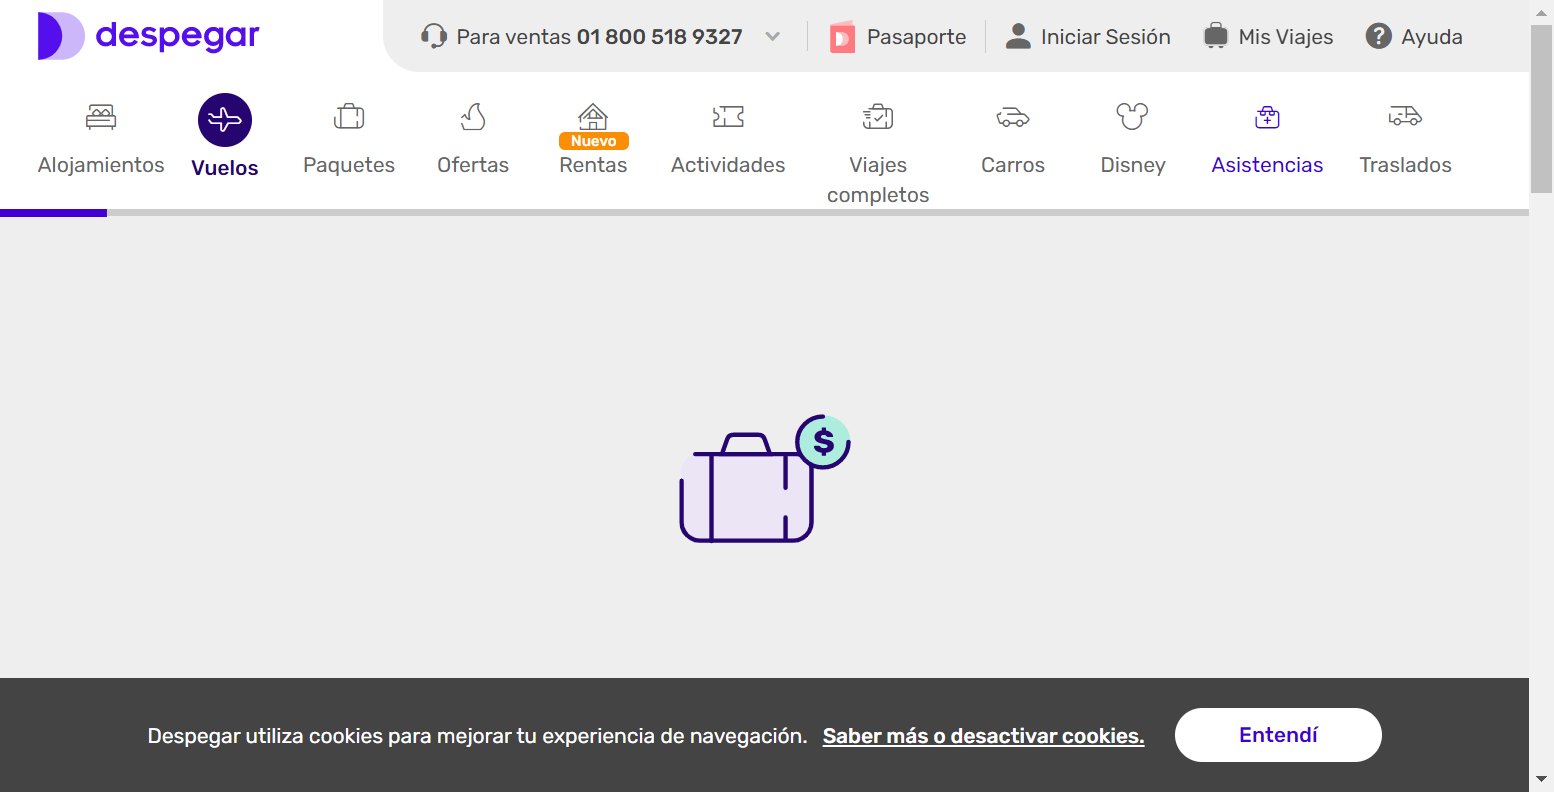 despegar
Para ventas 01 800 518 9327
Pasaporte
Iniciar Sesión
Mis Viajes
? Ayuda
Alojamientos
Vuelos
Paquetes
Ofertas
Nuevo
Rentas
Actividades
Viajes
completos
Carros
Disney
Asistencias
Traslados
$
Despegar utiliza cookies para mejorar tu experiencia de navegación. Saber más o desactivar cookies.
Entendí